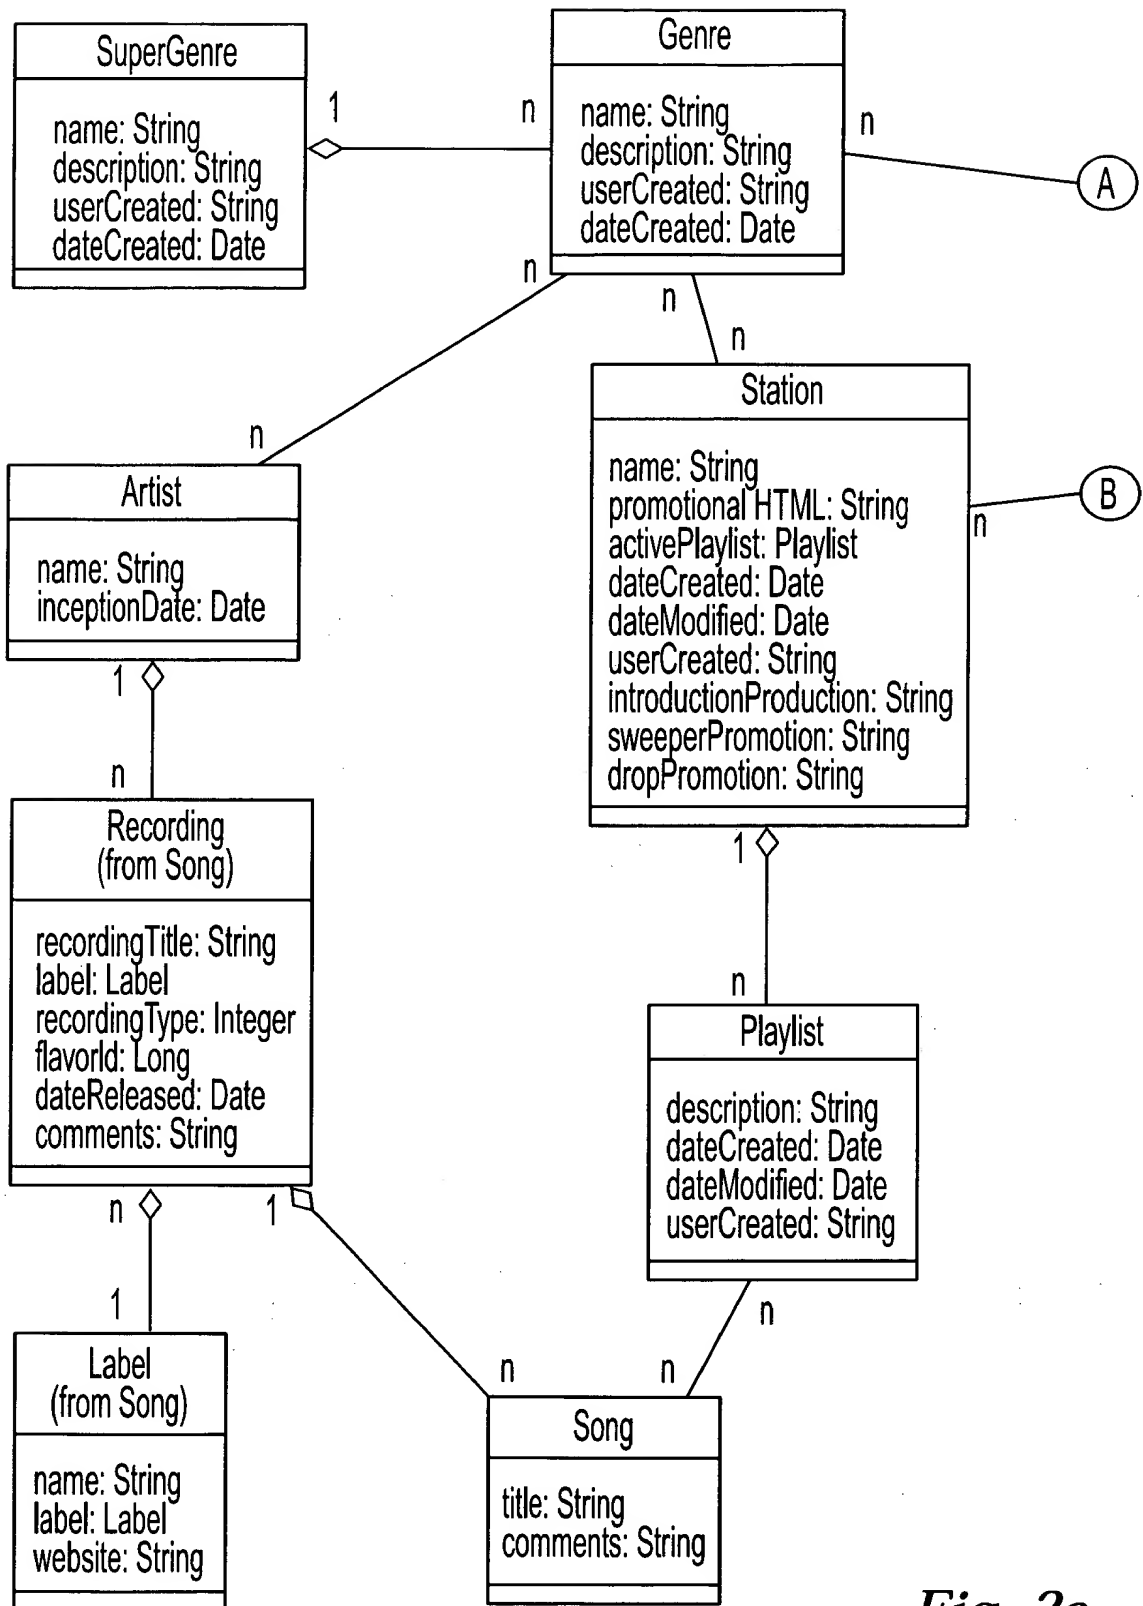 SuperGenre
name: String
description: String
userCreated: String
dateCreated: Date
1
n
Genre
name: String
description: String
userCreated: String
dateCreated: Date
n
A
n
n
n
n
Artist
name: String
inceptionDate: Date
Station
name: String
promotional HTML: String
activePlaylist: Playlist
dateCreated: Date
dateModified: Date
userCreated: String
introductionProduction: String
sweeperPromotion: String
dropPromotion: String
n
B
1
n
Recording
(from Song)
recordingTitle: String
label: Label
recordingType: Integer
flavorId: Long
dateReleased: Date
comments: String
1
n
Playlist
description: String
dateCreated: Date
dateModified: Date
userCreated: String
n
1
1
n
n
n
Label
(from Song)
name: String
label: Label
website: String
Song
title: String
comments: String